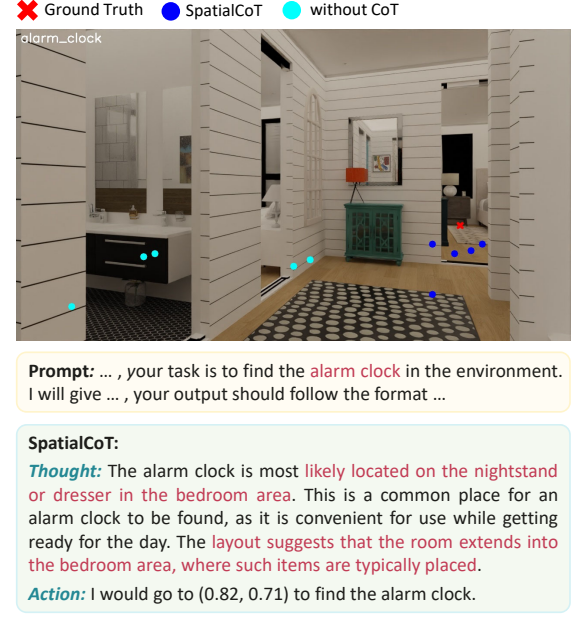 Ground Truth SpatialCoT without CoT
alarm_clock
Prompt: ... , your task is to find the alarm clock in the environment.
I will give ... , your output should follow the format ...
SpatialCoT:
Thought: The alarm clock is most likely located on the nightstand
or dresser in the bedroom area. This is a common place for an
alarm clock to be found, as it is convenient for use while getting
ready for the day. The layout suggests that the room extends into
the bedroom area, where such items are typically placed.
Action: I would go to (0.82, 0.71) to find the alarm clock.